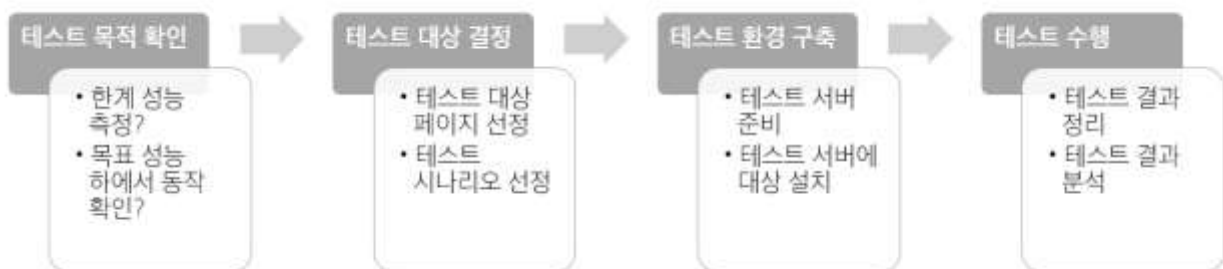 테스트 목적 확인
• 한계 성능
측정?
• 목표 성능
하에서 동작
확인?
테스트 대상 결정
• 테스트 대상
페이지 선정
• 테스트
시나리오 선정
테스트 환경 구축
• 테스트 서버
준비
• 테스트 서버에
대상 설치
테스트 수행
• 테스트 결과
정리
• 테스트 결과
분석